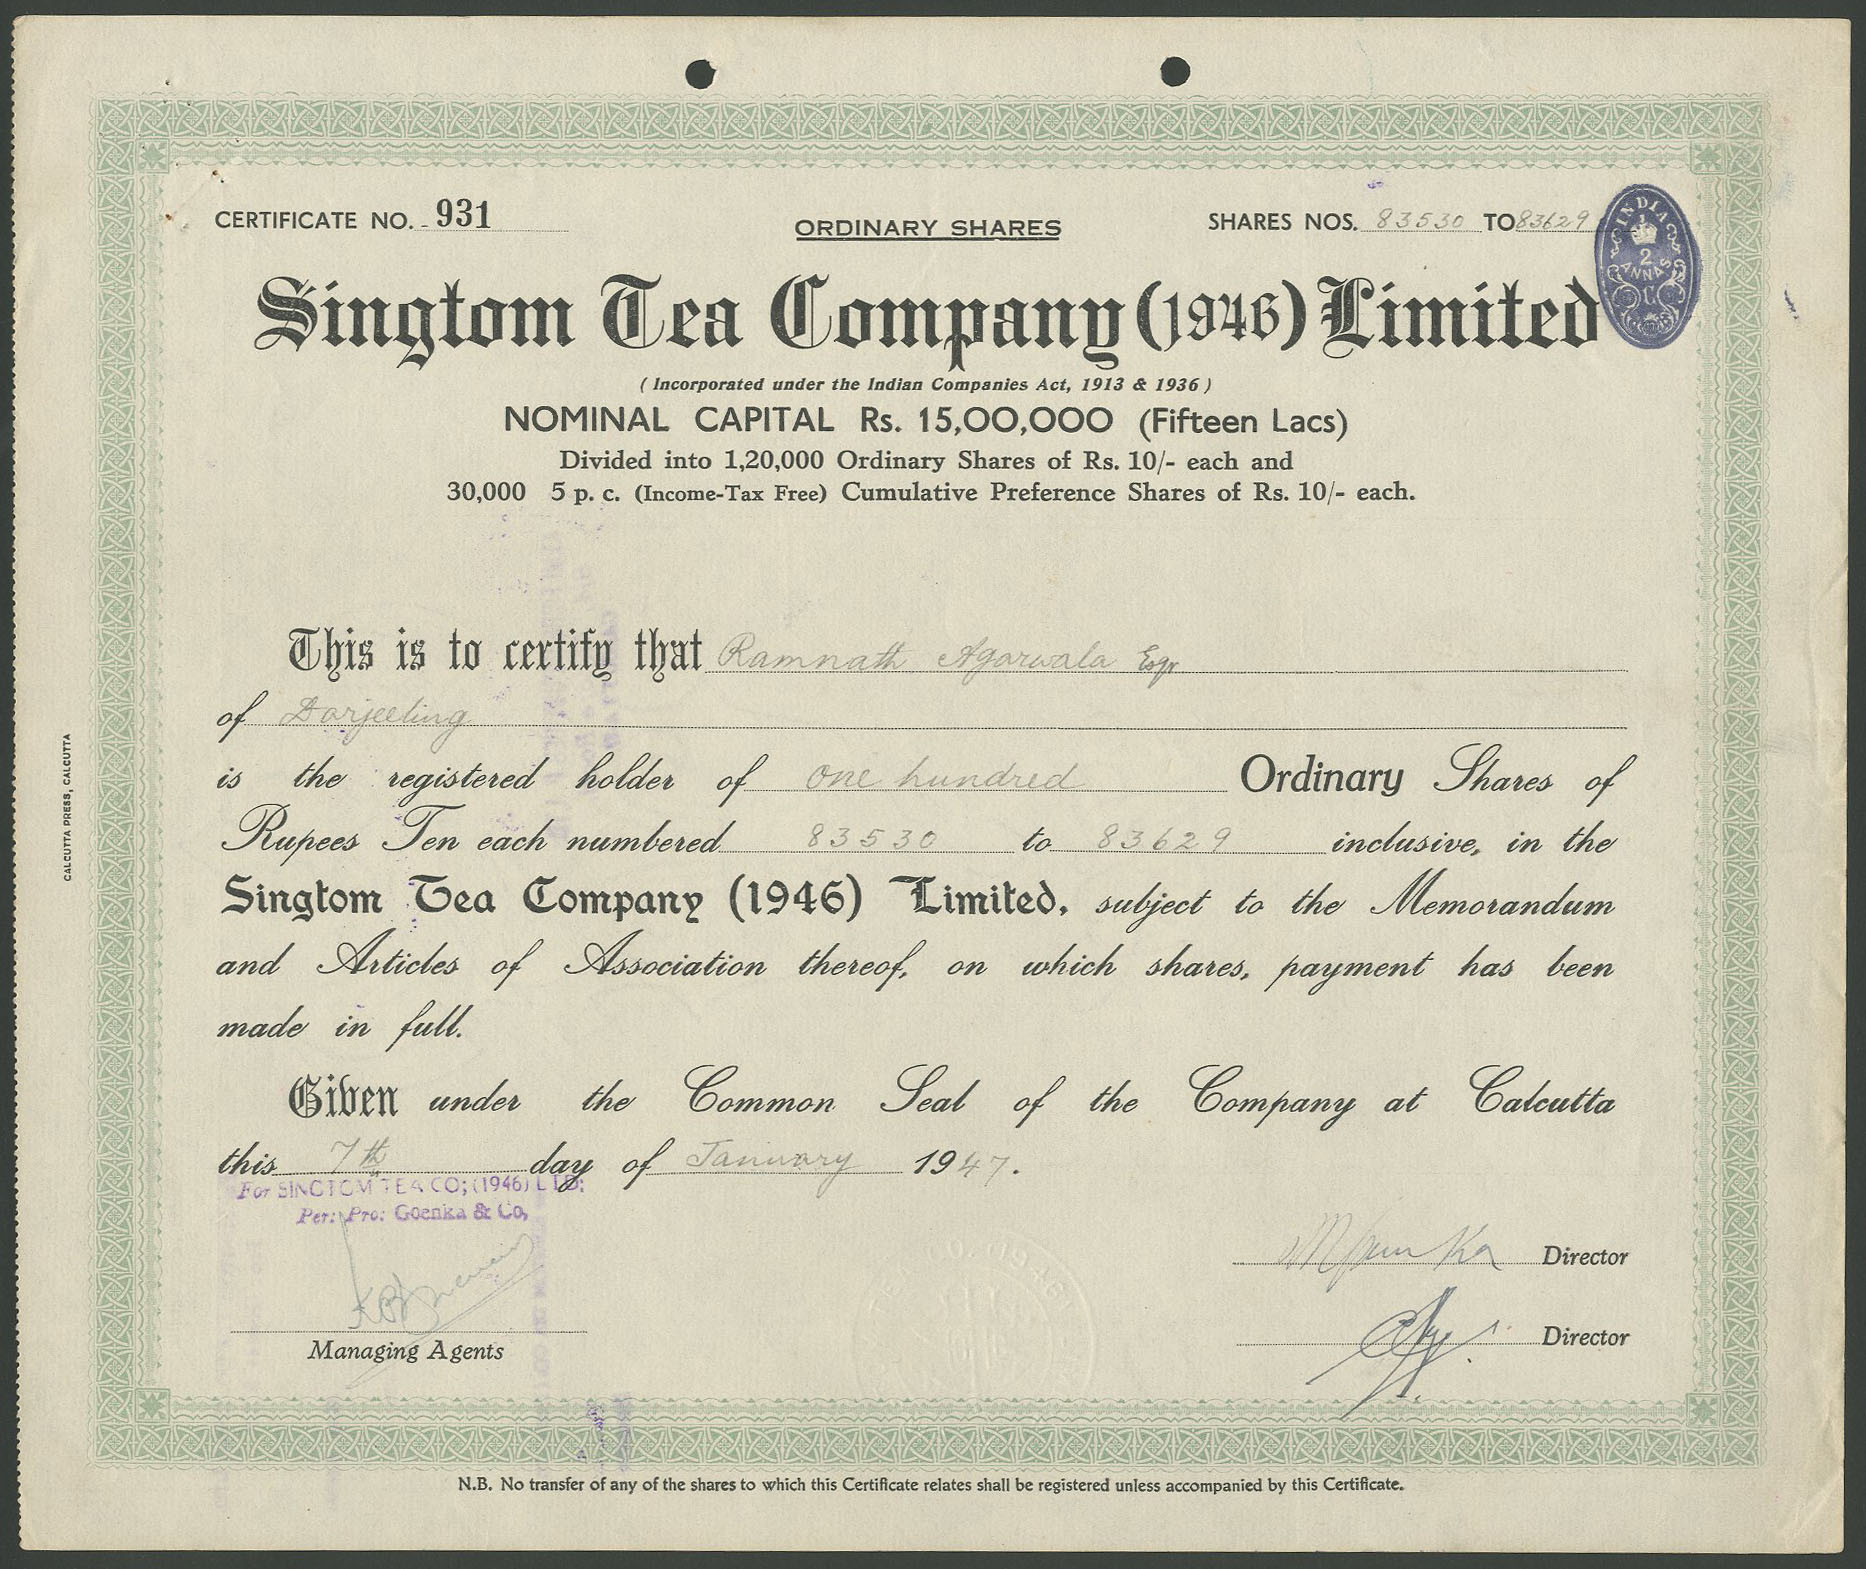 CERTIFICATE NO. 931
ORDINARY SHARES
SHARES NOS. 83530 TO 83629
INDIA
2
ANNAS
Singtom Tea Company (1946) Limited
( Incorporated under the Indian Companies Act, 1913 & 1936 )
NOMINAL CAPITAL Rs. 15,00,000 (Fifteen Lacs)
Divided into 1,20,000 Ordinary Shares of Rs. 10/- each and
30,000 5 p. c. (Income-Tax Free) Cumulative Preference Shares of Rs. 10/- each.
This is to certify that Ramnath Agarwala Esqr
of Darjeeling
is the registered holder of one hundred Ordinary Shares of
Rupees Ten each numbered 83530 to 83629 inclusive, in the
Singtom Tea Company (1946) Limited, subject to the Memorandum
and Articles of Association thereof, on which shares, payment has been
made in full.
Given under the Common Seal of the Company at Calcutta
this 7th day of January 1947.
For SINGTOM TEA CO; (1946) LTD;
Per: Pro: Goenka & Co,
Managing Agents
Director
Director
N.B. No transfer of any of the shares to which this Certificate relates shall be registered unless accompanied by this Certificate.
CALCUTTA PRESS, CALCUTTA